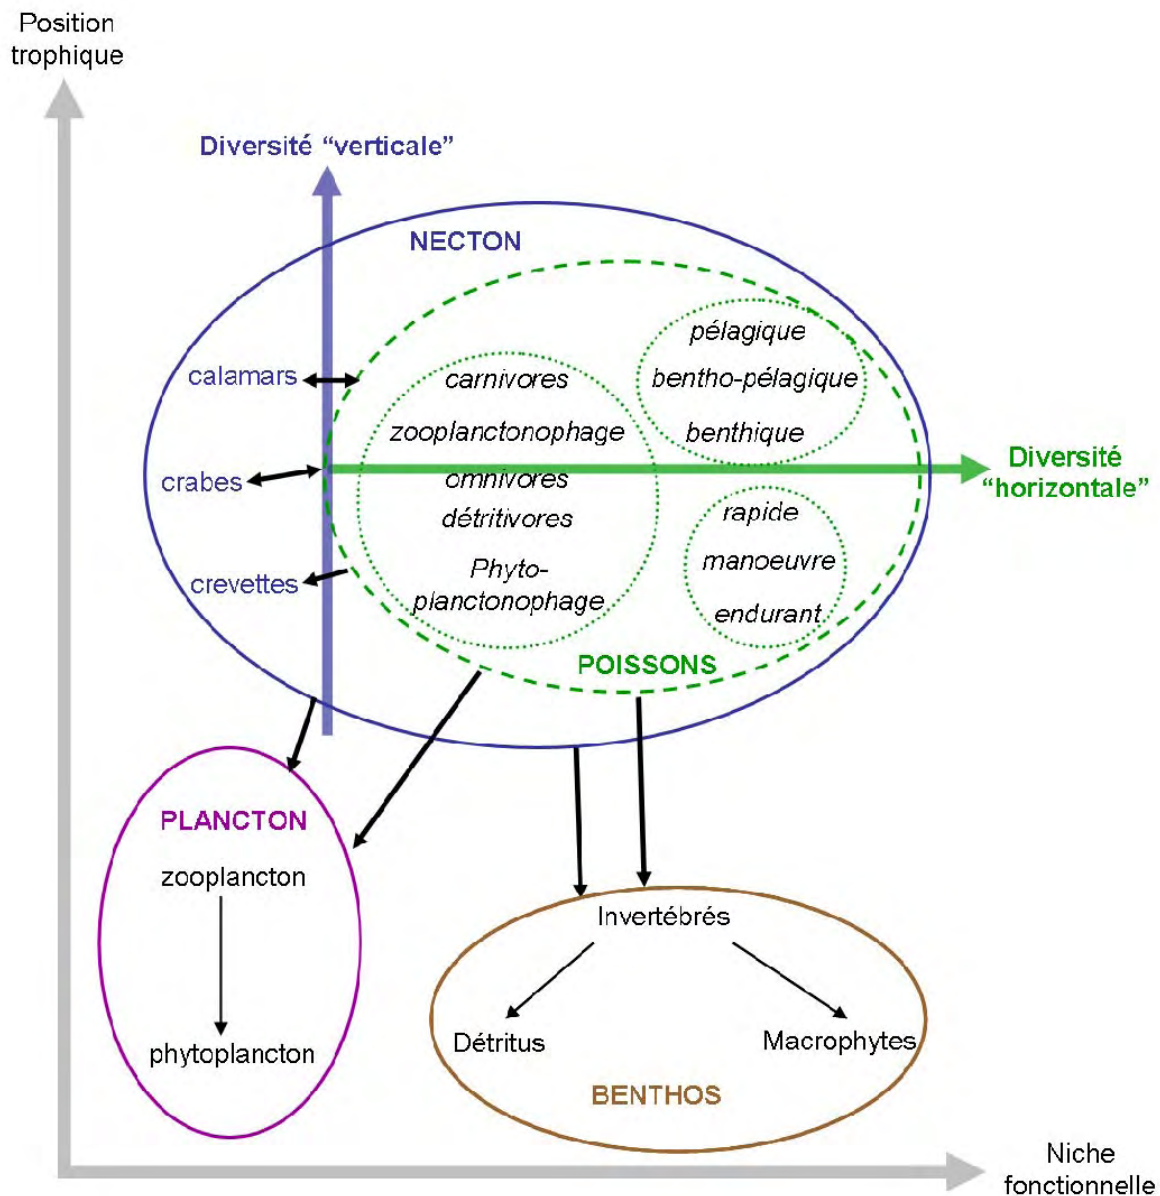 Position
trophique
Diversité “verticale”
NECTON
calamars
crabes
crevettes
carnivores
zooplanctonophage
omnivores
détritivores
Phyto-
planctonophage
pélagique
bentho-pélagique
benthique
rapide
manoeuvre
endurant
POISSONS
Diversité
“horizontale”
PLANCTON
zooplancton
phytoplancton
Invertébrés
Détritus
Macrophytes
BENTHOS
Niche
fonctionnelle